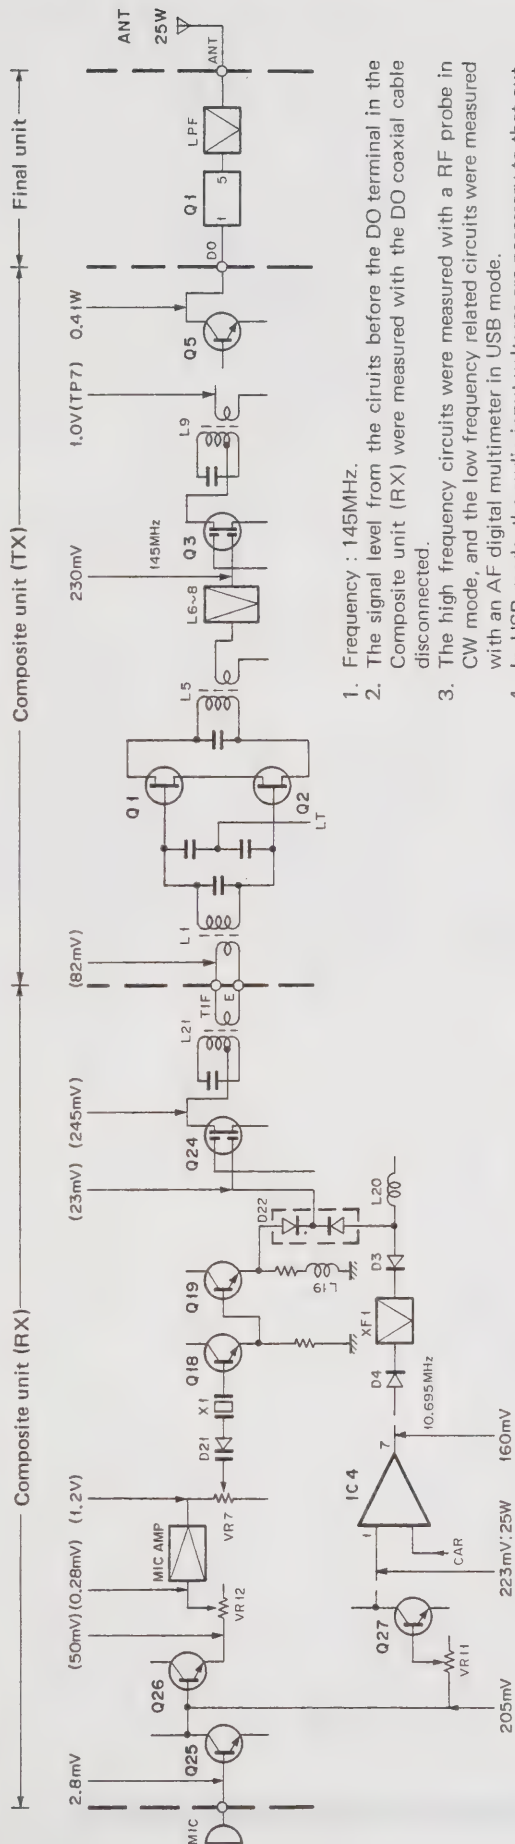 Composite unit (RX)
Composite unit (TX)
Final unit
2.8mV
(50mV)
(0.28mV)
(1.2V)
(23mV)
(245mV)
(82mV)
230mV
1.0V(TP7)
0.41W
ANT
25W
MIC
Q25
Q26
VR12
MIC AMP
VR7
D21
X1
Q18
Q19
L19
D22
Q24
L21
T1F
E
L1
LT
Q1
Q2
L5
L6~8
145MHz
Q3
L9
Q5
DO
Q1
1
5
LPF
ANT
205mV
VR11
Q27
223mV:25W
1
CAR
IC4
7
160mV
10.695MHz
D4
XF1
D3
L20
1. Frequency : 145MHz.
2. The signal level from the ciruits before the DO terminal in the
Composite unit (RX) were measured with the DO coaxial cable
disconnected.
3. The high frequency circuits were measured with a RF probe in
CW mode, and the low frequency related circuits were measured
with an AF digital multimeter in USB mode.